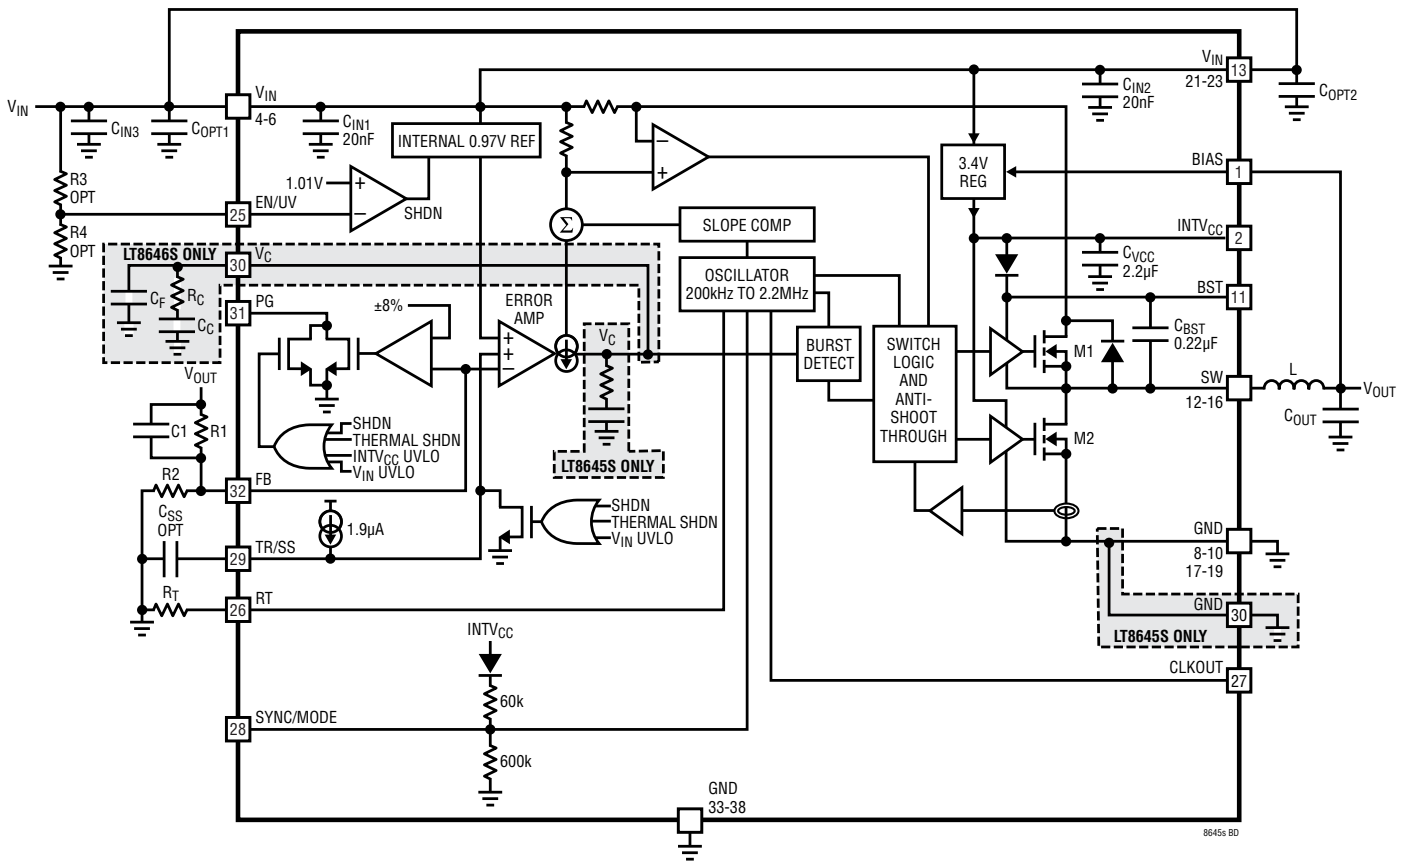 VIN
CIN3
COPT1
VIN
4-6
CIN1
20nF
INTERNAL 0.97V REF
VIN
21-23
13
CIN2
20nF
COPT2
R3
OPT
R4
OPT
1.01V
+
–
SHDN
EN/UV
25
–
+
Σ
SLOPE COMP
OSCILLATOR
200kHz TO 2.2MHz
3.4V
REG
BIAS
1
INTVCC
2
CVCC
2.2µF
BST
11
CBST
0.22µF
LT8646S ONLY
VC
30
CF
RC
CC
PG
31
±8%
ERROR
AMP
+
+
–
VC
LT8645S ONLY
BURST
DETECT
SWITCH
LOGIC
AND
ANTI-
SHOOT
THROUGH
M1
M2
SW
12-16
L
VOUT
COUT
VOUT
C1
R1
R2
FB
32
SHDN
THERMAL SHDN
INTVCC UVLO
VIN UVLO
CSS
OPT
1.9µA
TR/SS
29
SHDN
THERMAL SHDN
VIN UVLO
RT
RT
26
GND
8-10
17-19
GND
30
LT8645S ONLY
CLKOUT
27
INTVCC
60k
600k
SYNC/MODE
28
GND
33-38
8645s BD